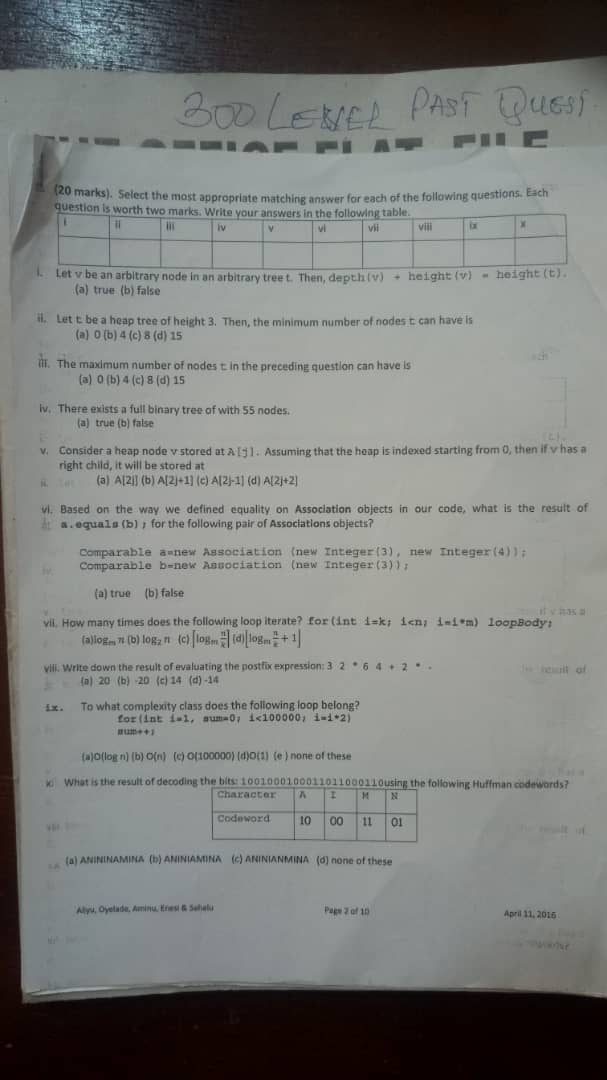 300 LEVEL PAST QUEST
(20 marks). Select the most appropriate matching answer for each of the following questions. Each
question is worth two marks. Write your answers in the following table.
i ii iii iv v vi vii viii ix x
i. Let v be an arbitrary node in an arbitrary tree t. Then, depth(v) + height(v) = height(t).
(a) true (b) false
ii. Let t be a heap tree of height 3. Then, the minimum number of nodes t can have is
(a) 0 (b) 4 (c) 8 (d) 15
iii. The maximum number of nodes t in the preceding question can have is
(a) 0 (b) 4 (c) 8 (d) 15
iv. There exists a full binary tree of with 55 nodes.
(a) true (b) false
v. Consider a heap node v stored at A[j]. Assuming that the heap is indexed starting from 0, then if v has a
right child, it will be stored at
(a) A[2j] (b) A[2j+1] (c) A[2j-1] (d) A[2j+2]
vi. Based on the way we defined equality on Association objects in our code, what is the result of
a.equals(b); for the following pair of Associations objects?
Comparable a=new Association (new Integer(3), new Integer(4));
Comparable b=new Association (new Integer(3));
(a) true (b) false
vii. How many times does the following loop iterate? for(int i=k; i<n; i=i*m) loopBody;
(a)logₘ n (b) log₂ n (c) ⌈logₘ n/k⌉ (d)⌊logₘ n/k + 1⌋
viii. Write down the result of evaluating the postfix expression: 3 2 * 6 4 + 2 * -
(a) 20 (b) -20 (c) 14 (d) -14
ix. To what complexity class does the following loop belong?
for(int i=1, sum=0; i<100000; i=i*2)
sum++;
(a)O(log n) (b) O(n) (c) O(100000) (d)O(1) (e) none of these
x. What is the result of decoding the bits: 1001000100011011000110using the following Huffman codewords?
Character A I M N
Codeword 10 00 11 01
(a) ANININAMINA (b) ANINIAMINA (c) ANINIANMINA (d) none of these
Aliyu, Oyelade, Aminu, Enesi & Sahelu
Page 2 of 10
April 11, 2016